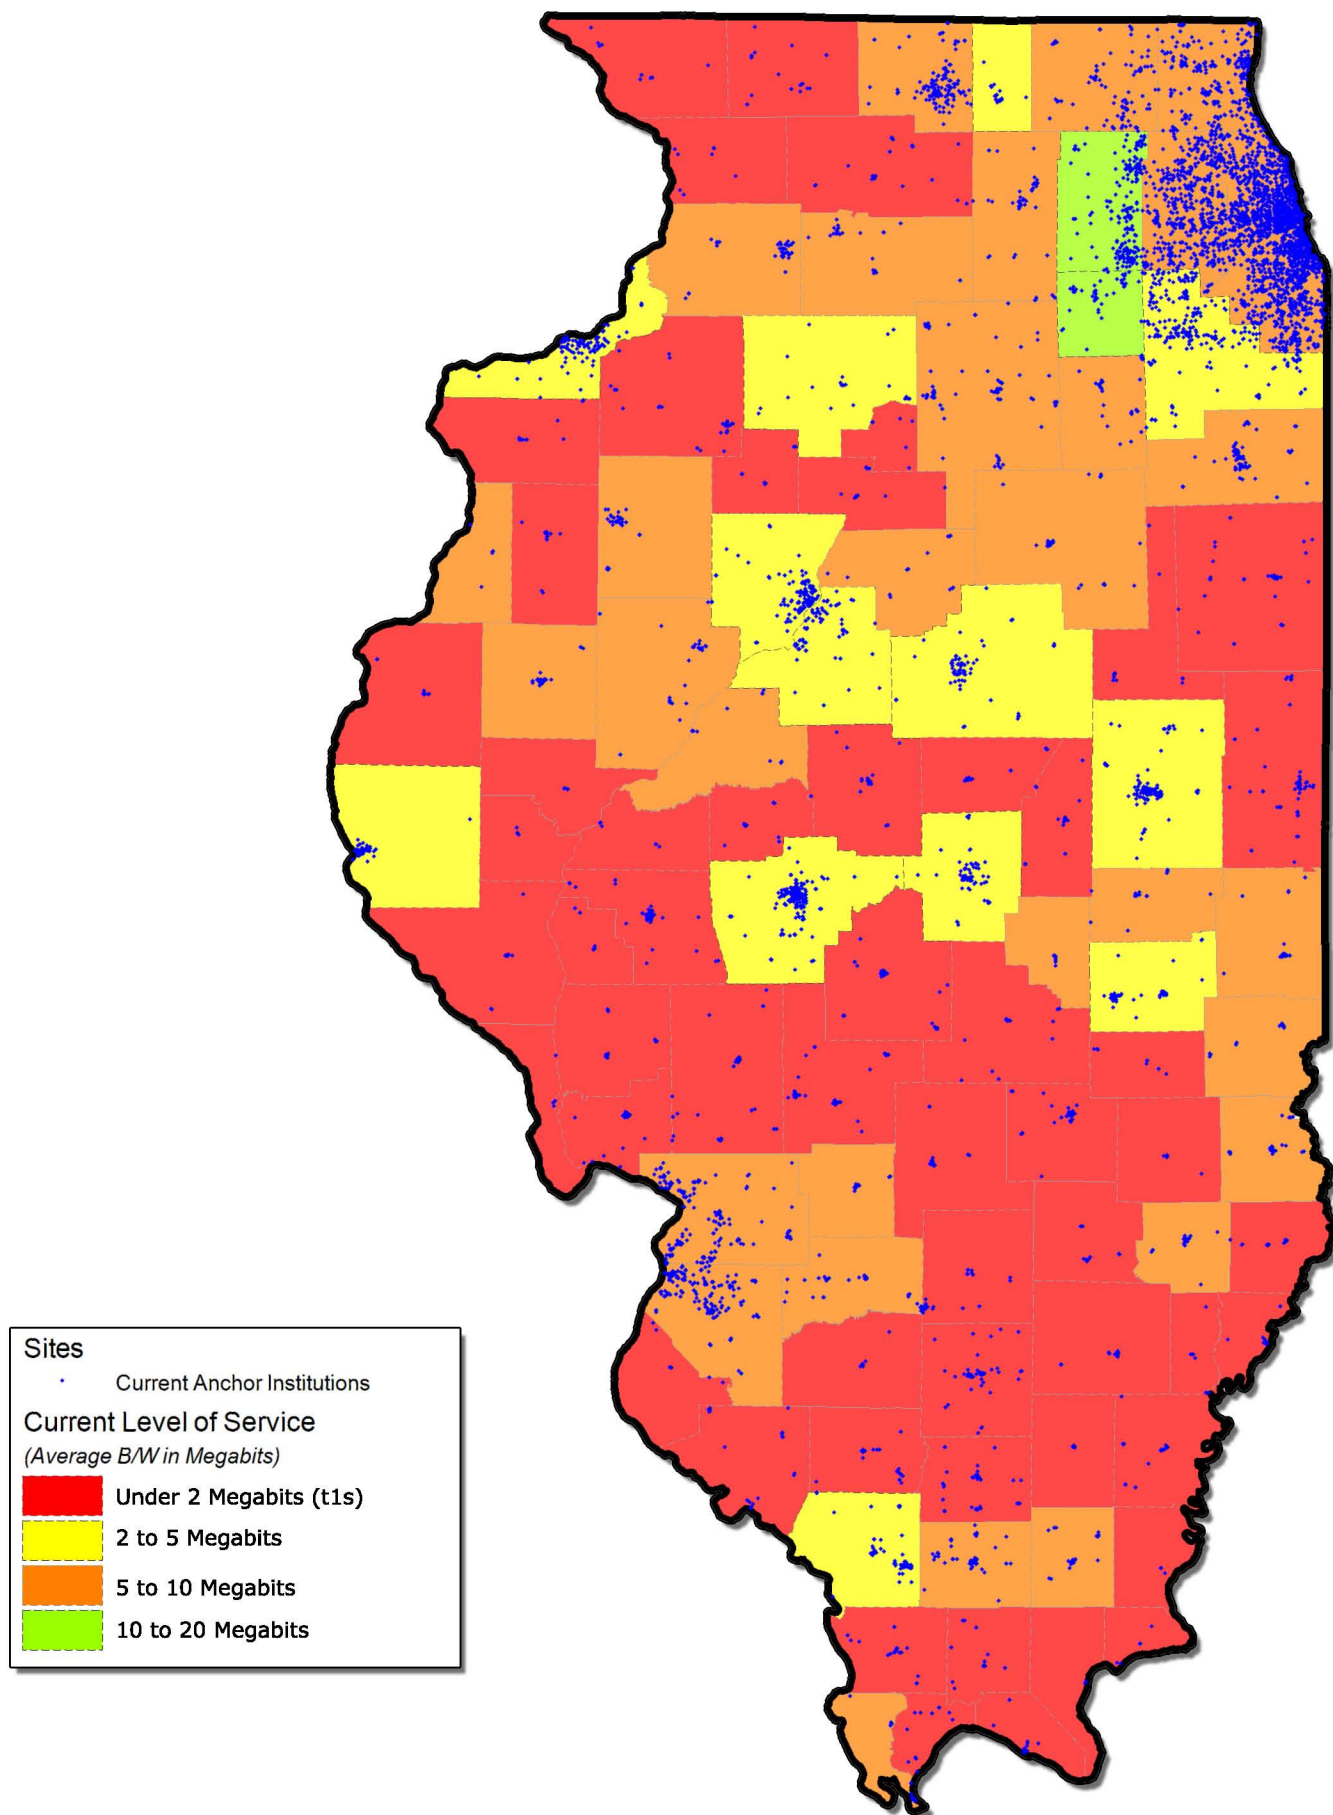 Sites
Current Anchor Institutions
Current Level of Service
(Average B/W in Megabits)
Under 2 Megabits (t1s)
2 to 5 Megabits
5 to 10 Megabits
10 to 20 Megabits